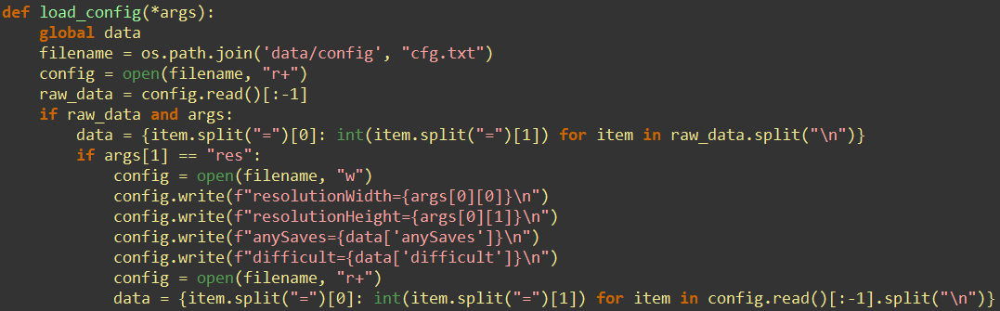 def load_config(*args):
    global data
    filename = os.path.join('data/config', "cfg.txt")
    config = open(filename, "r+")
    raw_data = config.read()[:-1]
    if raw_data and args:
        data = {item.split("=")[0]: int(item.split("=")[1]) for item in raw_data.split("\n")}
        if args[1] == "res":
            config = open(filename, "w")
            config.write(f"resolutionWidth={args[0][0]}\n")
            config.write(f"resolutionHeight={args[0][1]}\n")
            config.write(f"anySaves={data['anySaves']}\n")
            config.write(f"difficult={data['difficult']}\n")
            config = open(filename, "r+")
            data = {item.split("=")[0]: int(item.split("=")[1]) for item in config.read()[:-1].split("\n")}